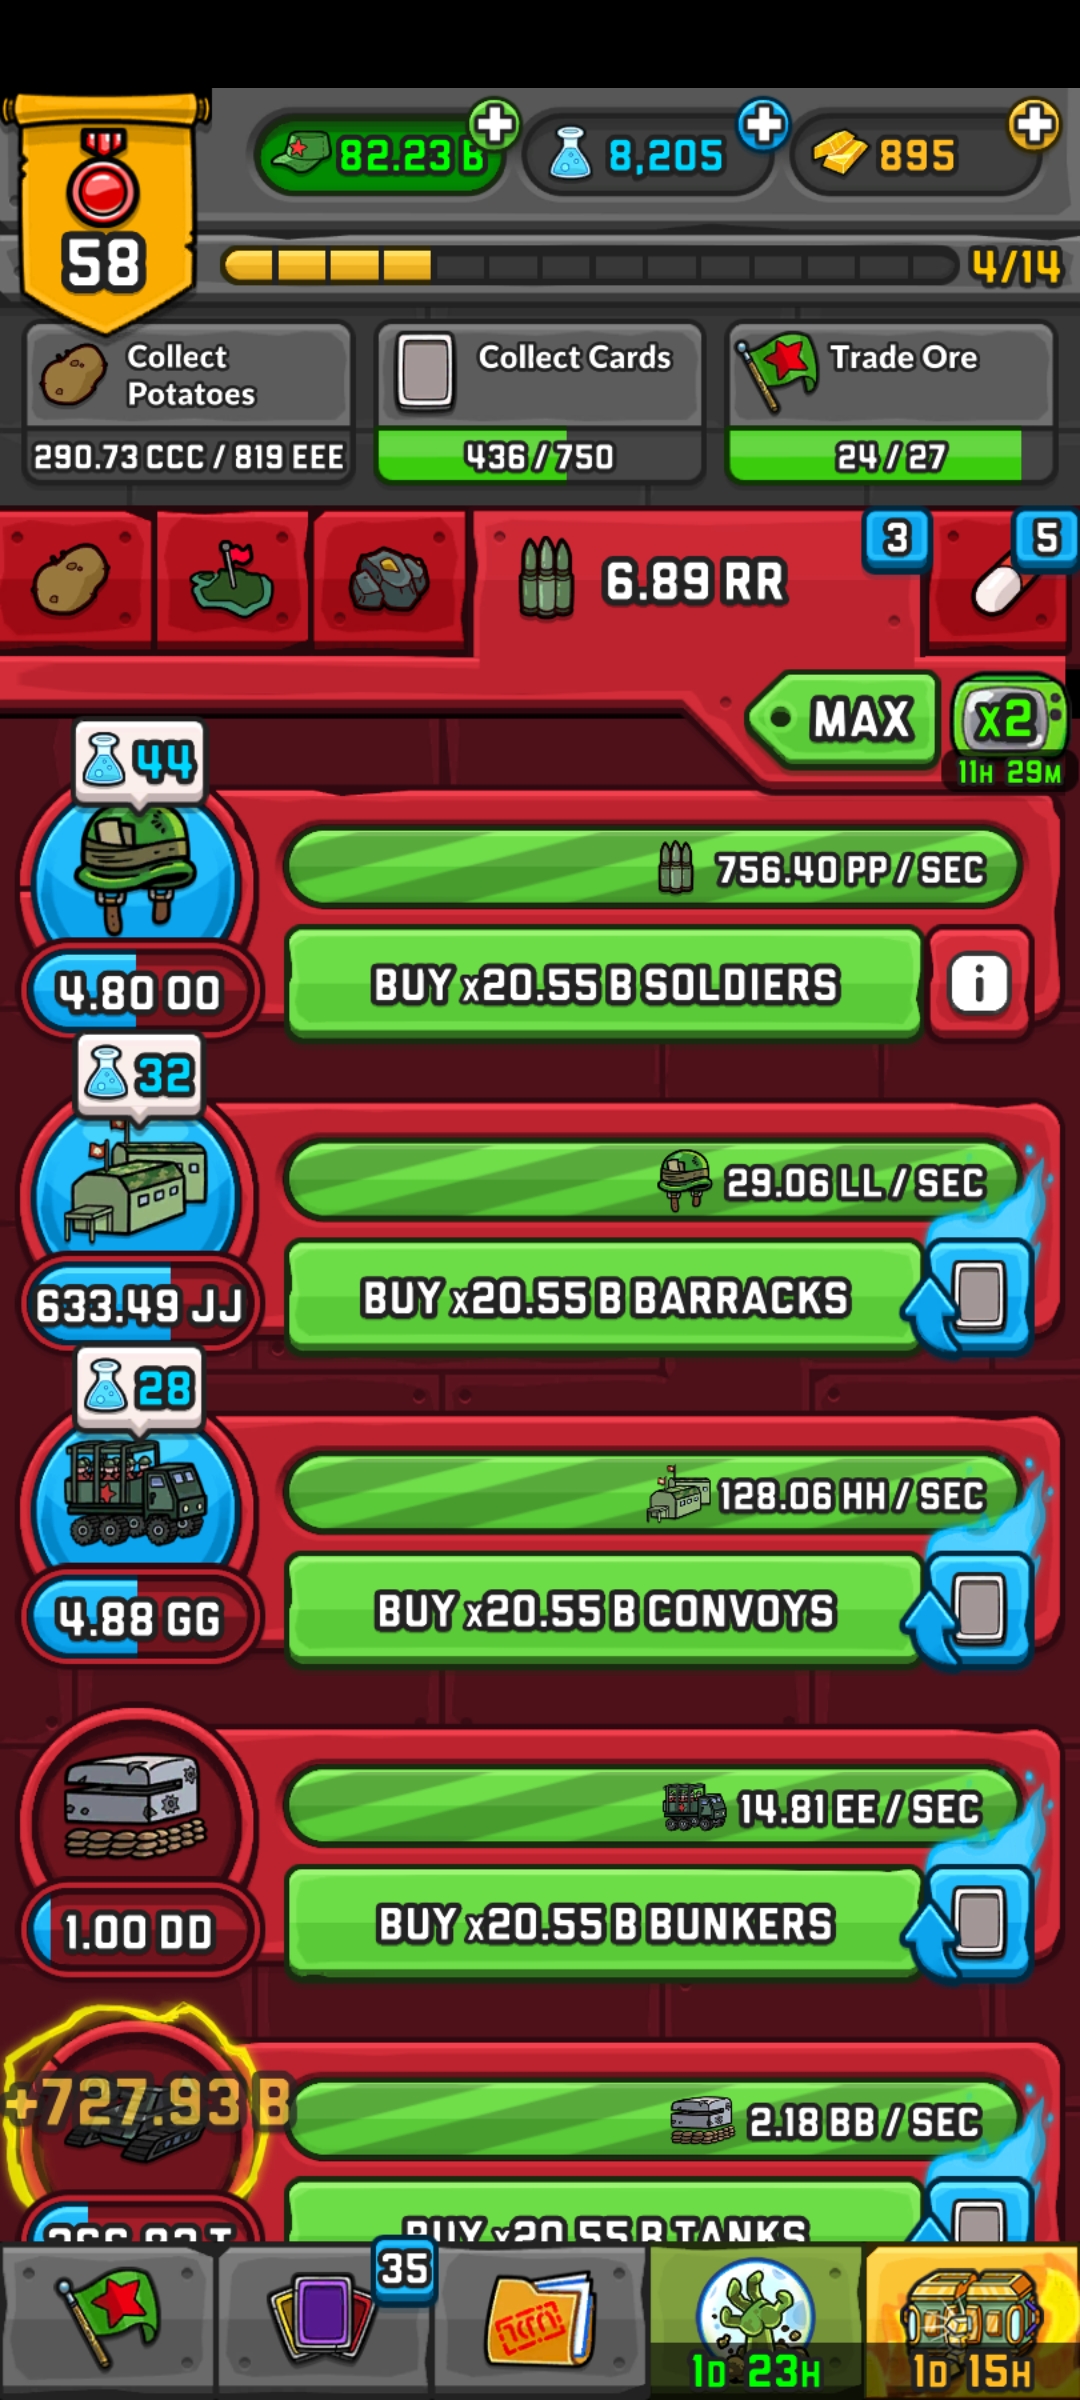 82.23 B
8,205
895
58
4/14
Collect
Potatoes
290.73 CCC / 819 EEE
Collect Cards
436 / 750
Trade Ore
24 / 27
6.89 RR
3
5
MAX
x2
11H 29M
44
756.40 PP / SEC
4.80 OO
BUY x20.55 B SOLDIERS
i
32
29.06 LL / SEC
633.49 JJ
BUY x20.55 B BARRACKS
28
128.06 HH / SEC
4.88 GG
BUY x20.55 B CONVOYS
14.81 EE / SEC
1.00 DD
BUY x20.55 B BUNKERS
+727.93 B
2.18 BB / SEC
BUY x20.55 B TANKS
35
1D 23H
1D 15H